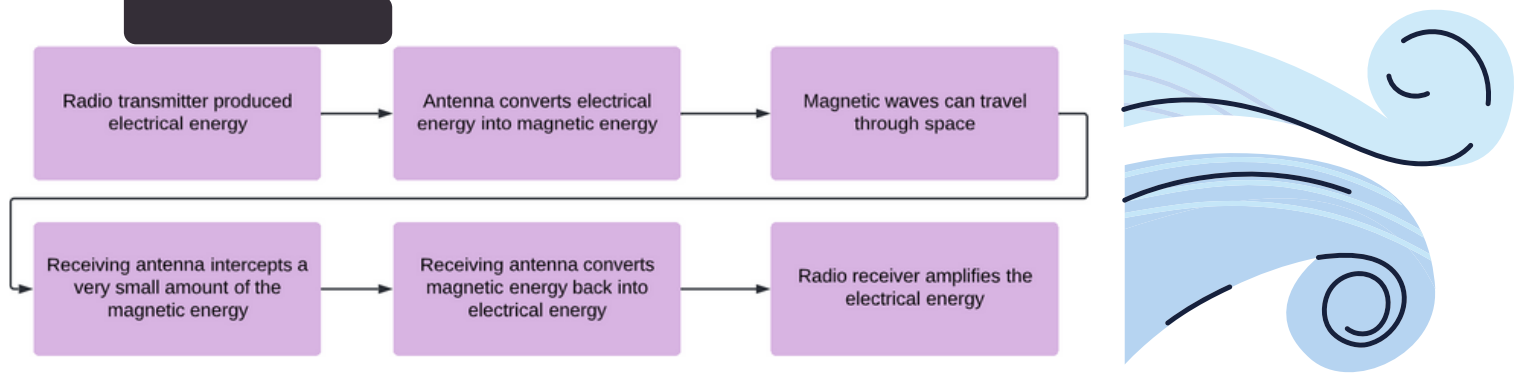 Radio transmitter produced
electrical energy
Antenna converts electrical
energy into magnetic energy
Magnetic waves can travel
through space
Receiving antenna intercepts a
very small amount of the
magnetic energy
Receiving antenna converts
magnetic energy back into
electrical energy
Radio receiver amplifies the
electrical energy